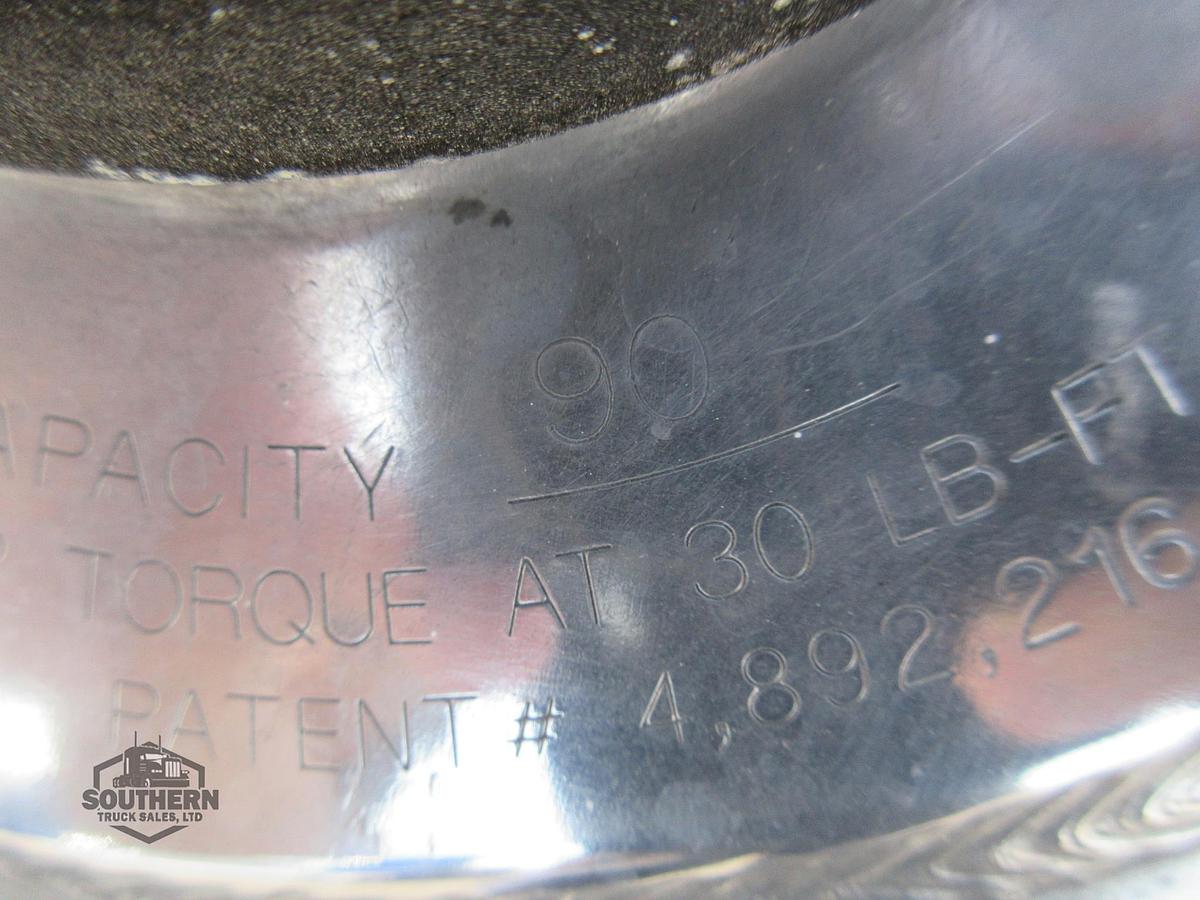 90
APACITY
TORQUE AT 30 LB-FT
PATENT # 4,892,216
SOUTHERN
TRUCK SALES, LTD